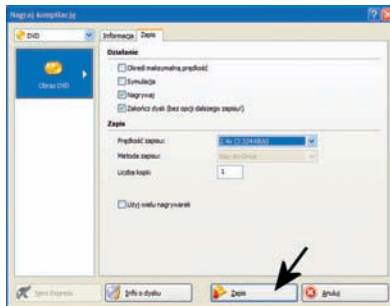 Nagraj kompilację
DVD
Informacje Zapis
Działanie
Określ maksymalną prędkość
Symulacja
Nagrywaj
Zakończ dysk (bez opcji dalszego zapisu!)
Obraz DVD
Zapis
Prędkość zapisu:
Metoda zapisu:
Liczba kopii: 1
Użyj wielu nagrywarek
Nero Express
Info o dysku
Zapis
Anuluj